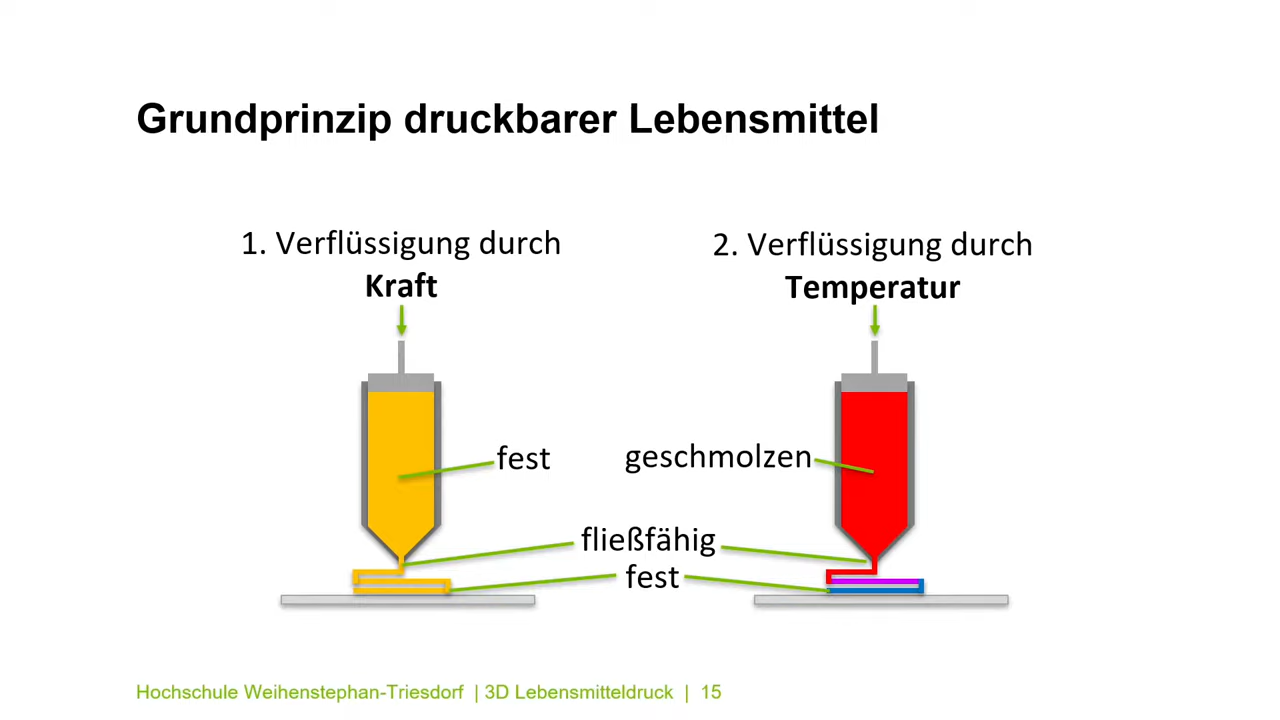 Grundprinzip druckbarer Lebensmittel
1. Verflüssigung durch
Kraft
2. Verflüssigung durch
Temperatur
fest
geschmolzen
fließfähig
fest
Hochschule Weihenstephan-Triesdorf | 3D Lebensmitteldruck | 15